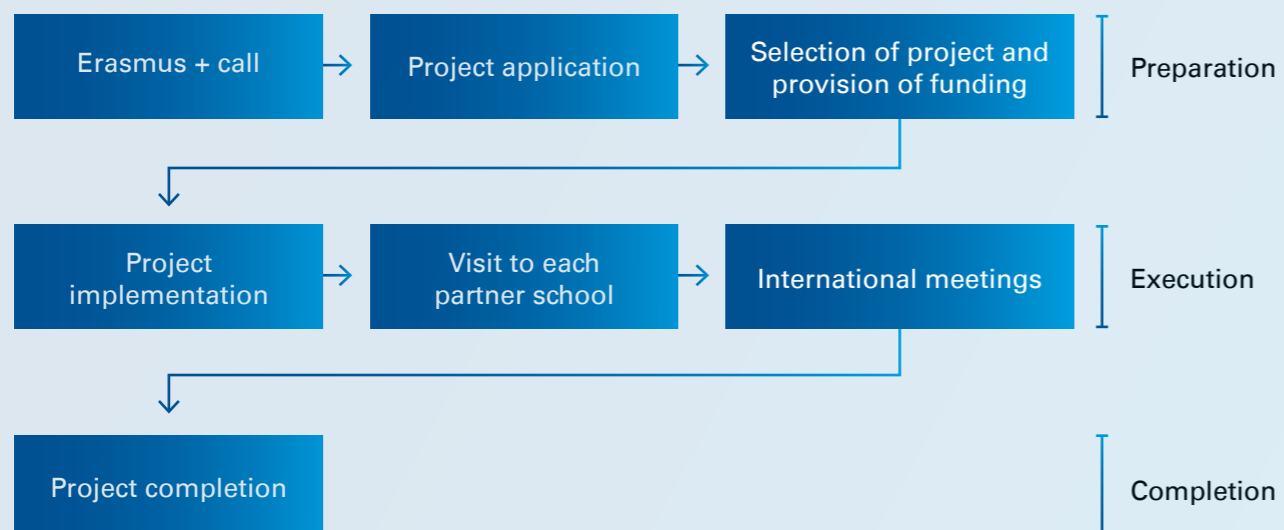 Erasmus + call
Project application
Selection of project and
provision of funding
Preparation
Project
implementation
Visit to each
partner school
International meetings
Execution
Project completion
Completion